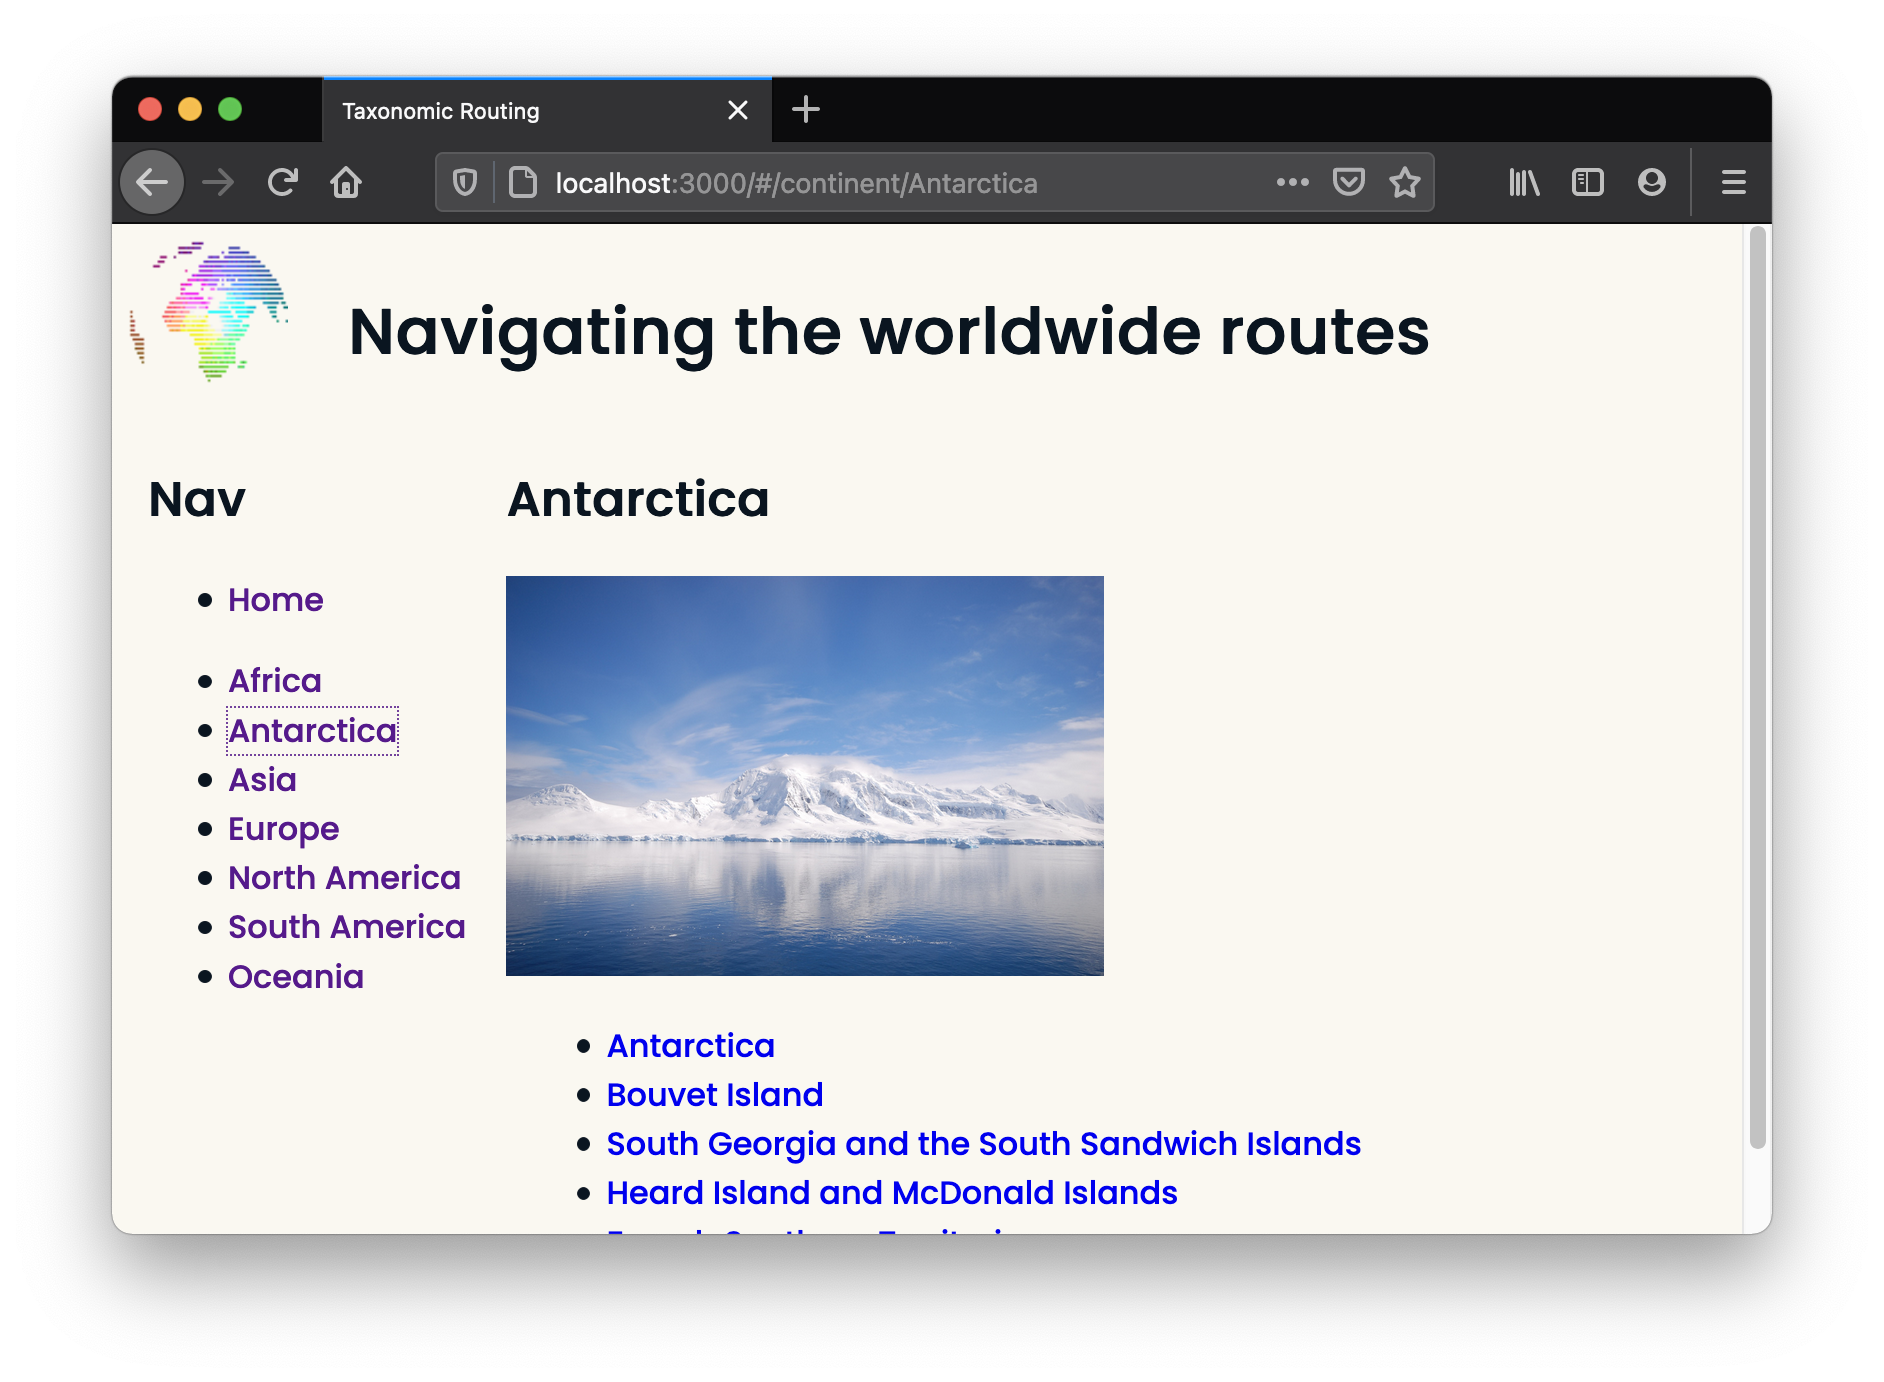 Taxonomic Routing
localhost:3000/#/continent/Antarctica
Navigating the worldwide routes
Nav
Home
Africa
Antarctica
Asia
Europe
North America
South America
Oceania
Antarctica
Antarctica
Bouvet Island
South Georgia and the South Sandwich Islands
Heard Island and McDonald Islands